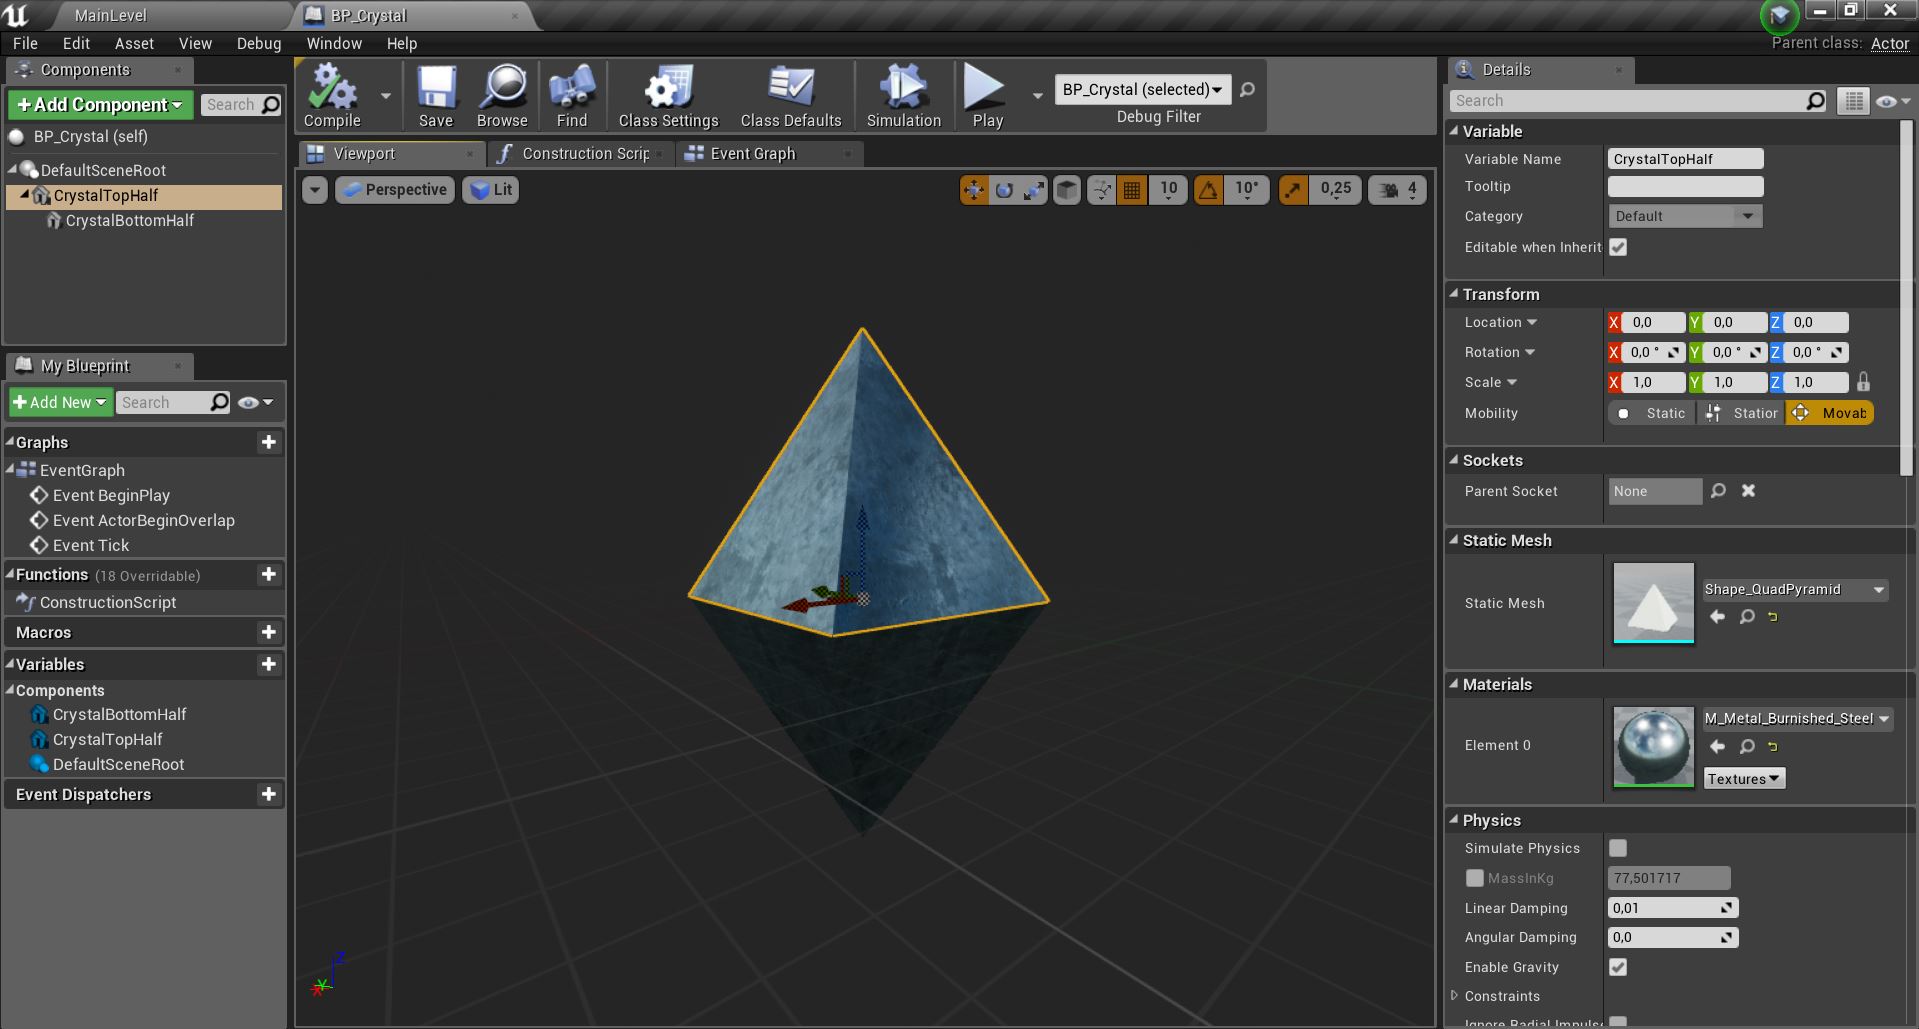 MainLevel
BP_Crystal
File Edit Asset View Debug Window Help
Parent class: Actor
Components
+Add Component
Search
BP_Crystal (self)
DefaultSceneRoot
CrystalTopHalf
CrystalBottomHalf
My Blueprint
+Add New
Search
Graphs
EventGraph
Event BeginPlay
Event ActorBeginOverlap
Event Tick
Functions (18 Overridable)
ConstructionScript
Macros
Variables
Components
CrystalBottomHalf
CrystalTopHalf
DefaultSceneRoot
Event Dispatchers
Compile
Save
Browse
Find
Class Settings
Class Defaults
Simulation
Play
BP_Crystal (selected)
Debug Filter
Viewport
Construction Scrip
Event Graph
Perspective
Lit
10
10°
0,25
4
Z
Y
X
Details
Search
Variable
Variable Name CrystalTopHalf
Tooltip
Category Default
Editable when Inherit
Transform
Location X 0,0 Y 0,0 Z 0,0
Rotation X 0,0 ° Y 0,0 ° Z 0,0 °
Scale X 1,0 Y 1,0 Z 1,0
Mobility Static Station Movab
Sockets
Parent Socket None
Static Mesh
Static Mesh Shape_QuadPyramid
Materials
Element 0 M_Metal_Burnished_Steel
Textures
Physics
Simulate Physics
MassInKg 77,501717
Linear Damping 0,01
Angular Damping 0,0
Enable Gravity
Constraints
Ignore Radial Impuls